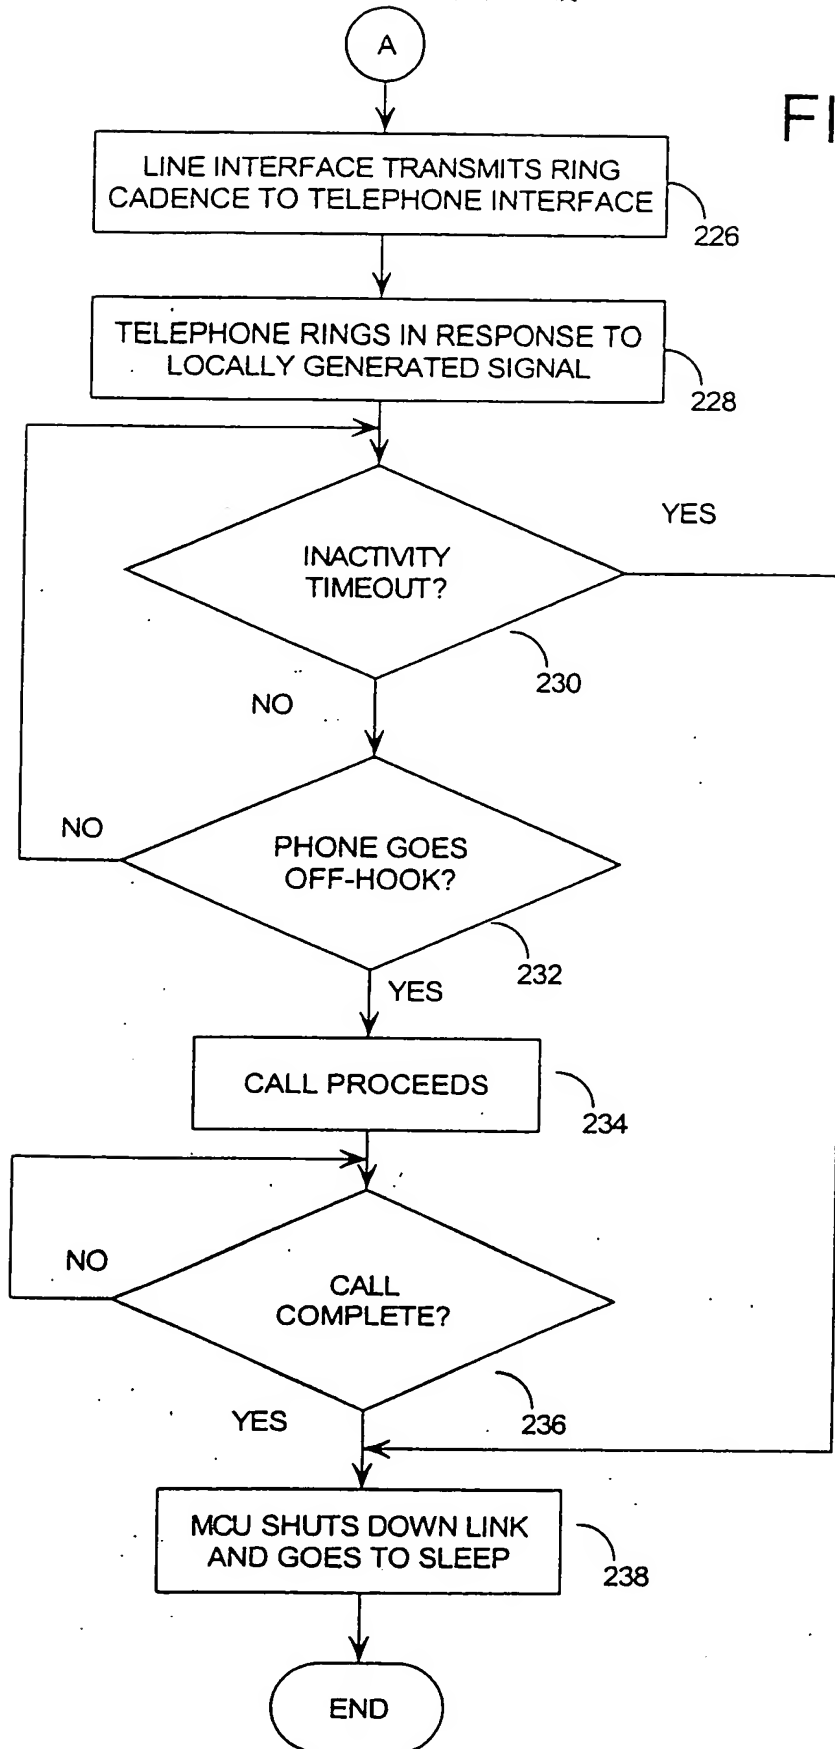 A
FI
LINE INTERFACE TRANSMITS RING
CADENCE TO TELEPHONE INTERFACE
226
TELEPHONE RINGS IN RESPONSE TO
LOCALLY GENERATED SIGNAL
228
YES
INACTIVITY
TIMEOUT?
230
NO
NO
PHONE GOES
OFF-HOOK?
232
YES
CALL PROCEEDS
234
NO
CALL
COMPLETE?
236
YES
MCU SHUTS DOWN LINK
AND GOES TO SLEEP
238
END